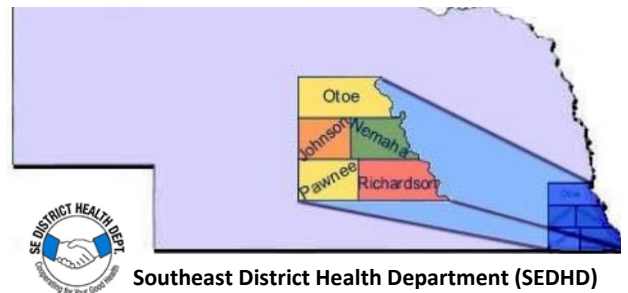 Otoe
Johnson
Nemaha
Pawnee
Richardson
Otoe
SE DISTRICT HEALTH DEPT.
Cooperating for Your Good Health
Southeast District Health Department (SEDHD)